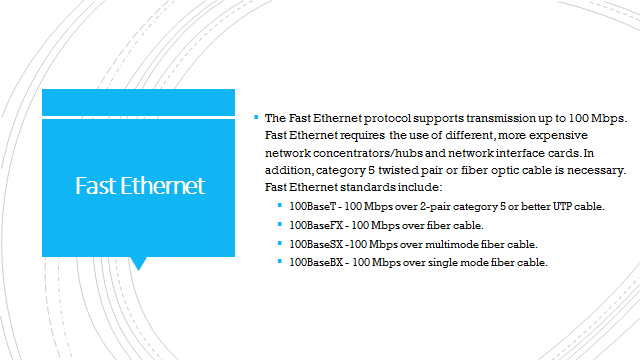 Fast Ethernet
The Fast Ethernet protocol supports transmission up to 100 Mbps.
Fast Ethernet requires the use of different, more expensive
network concentrators/hubs and network interface cards. In
addition, category 5 twisted pair or fiber optic cable is necessary.
Fast Ethernet standards include:
100BaseT - 100 Mbps over 2-pair category 5 or better UTP cable.
100BaseFX - 100 Mbps over fiber cable.
100BaseSX -100 Mbps over multimode fiber cable.
100BaseBX - 100 Mbps over single mode fiber cable.